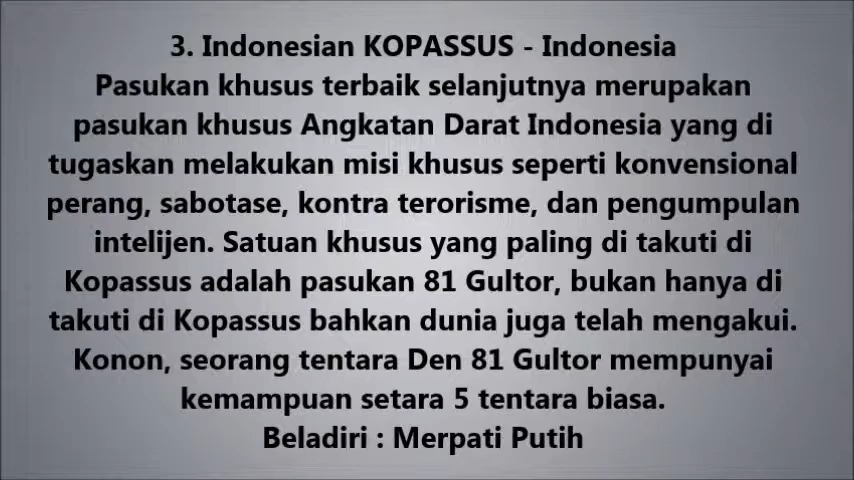 3. Indonesian KOPASSUS - Indonesia
Pasukan khusus terbaik selanjutnya merupakan
pasukan khusus Angkatan Darat Indonesia yang di
tugaskan melakukan misi khusus seperti konvensional
perang, sabotase, kontra terorisme, dan pengumpulan
intelijen. Satuan khusus yang paling di takuti di
Kopassus adalah pasukan 81 Gultor, bukan hanya di
takuti di Kopassus bahkan dunia juga telah mengakui.
Konon, seorang tentara Den 81 Gultor mempunyai
kemampuan setara 5 tentara biasa.
Beladiri : Merpati Putih